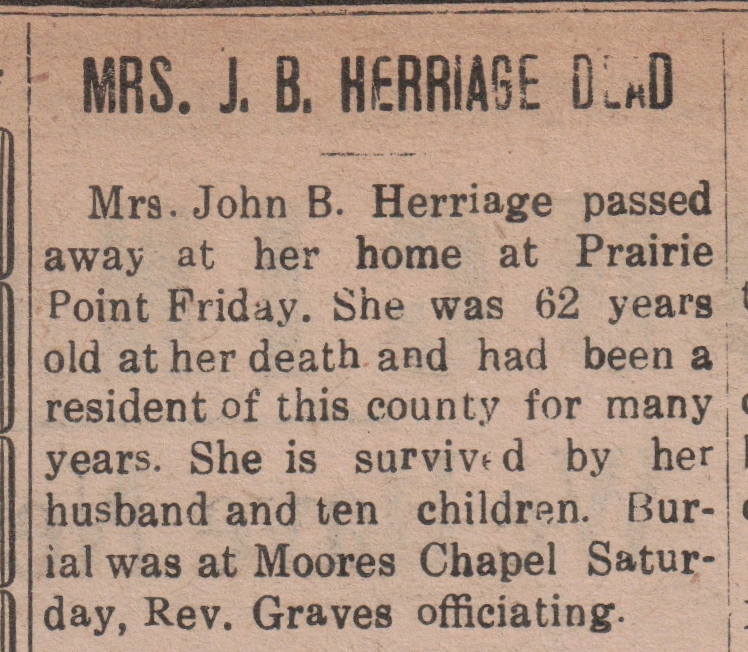 MRS. J. B. HERRIAGE DEAD
Mrs. John B. Herriage passed
away at her home at Prairie
Point Friday. She was 62 years
old at her death and had been a
resident of this county for many
years. She is survived by her
husband and ten children. Bur-
ial was at Moores Chapel Satur-
day, Rev. Graves officiating.